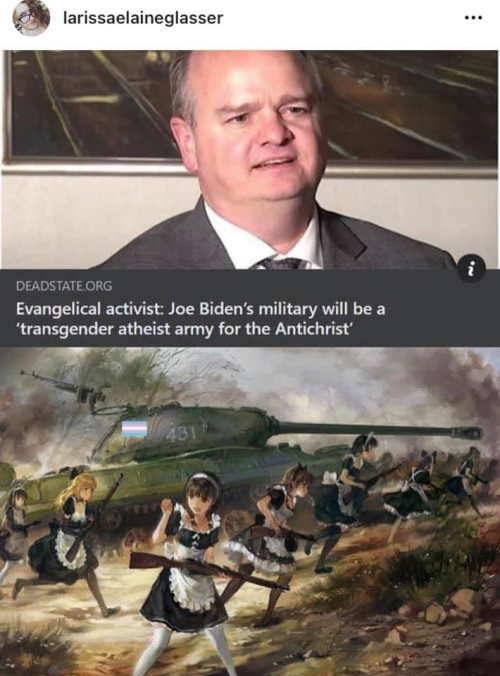 larissaelaineglasser
DEADSTATE.ORG
Evangelical activist: Joe Biden's military will be a
'transgender atheist army for the Antichrist'
431